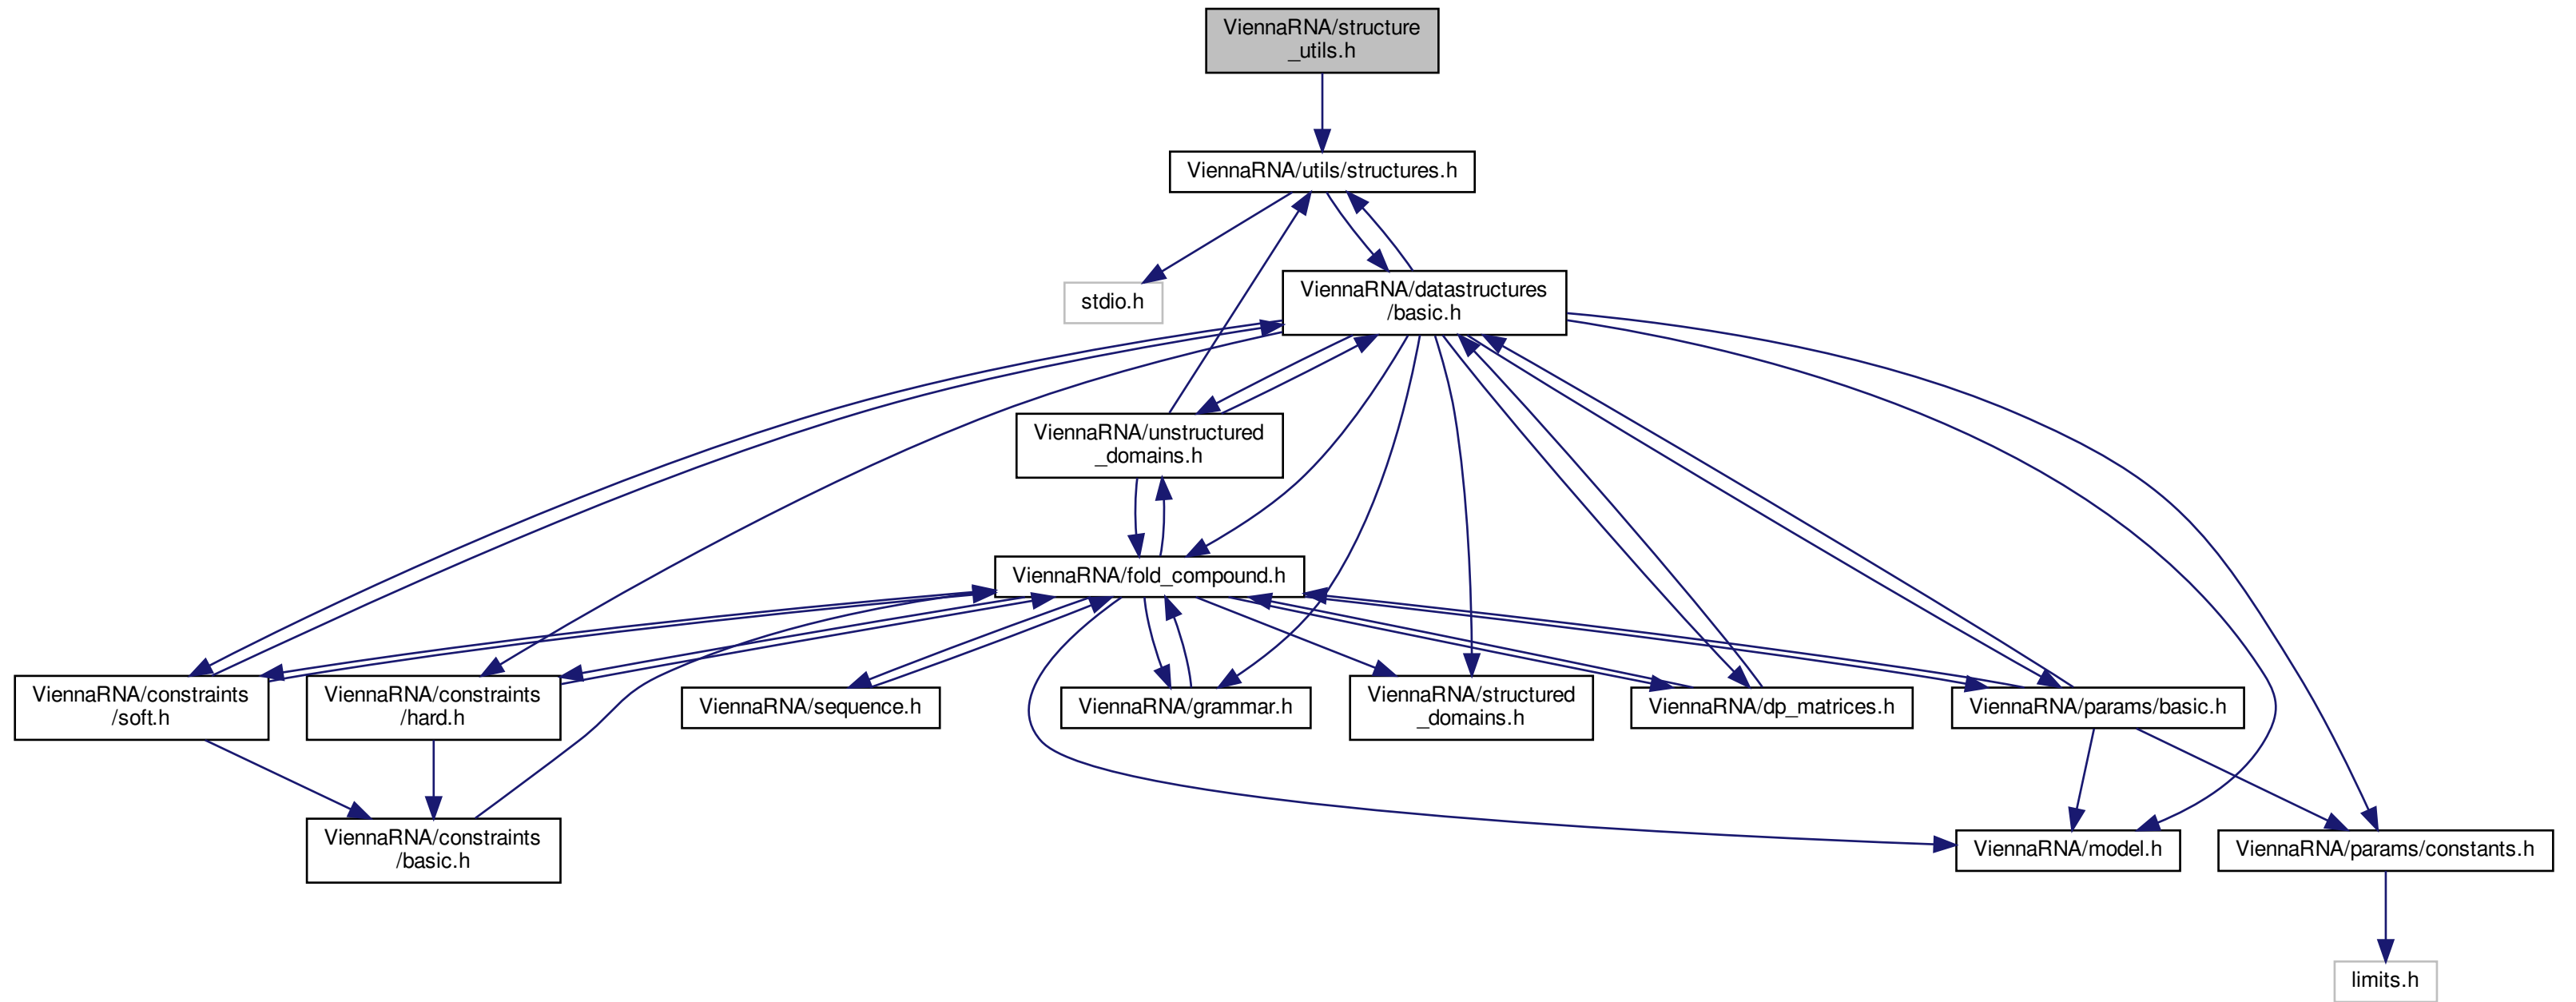 ViennaRNA/structure
_utils.h
ViennaRNA/utils/structures.h
stdio.h
ViennaRNA/datastructures
/basic.h
ViennaRNA/unstructured
_domains.h
ViennaRNA/fold_compound.h
ViennaRNA/constraints
/soft.h
ViennaRNA/constraints
/hard.h
ViennaRNA/sequence.h
ViennaRNA/grammar.h
ViennaRNA/structured
_domains.h
ViennaRNA/dp_matrices.h
ViennaRNA/params/basic.h
ViennaRNA/constraints
/basic.h
ViennaRNA/model.h
ViennaRNA/params/constants.h
limits.h